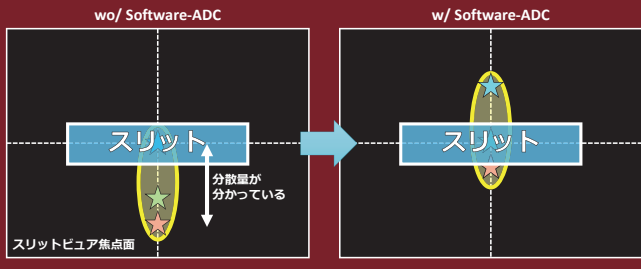 wo/ Software-ADC
w/ Software-ADC
スリット
スリット
分散量が
分かっている
スリットビュア焦点面